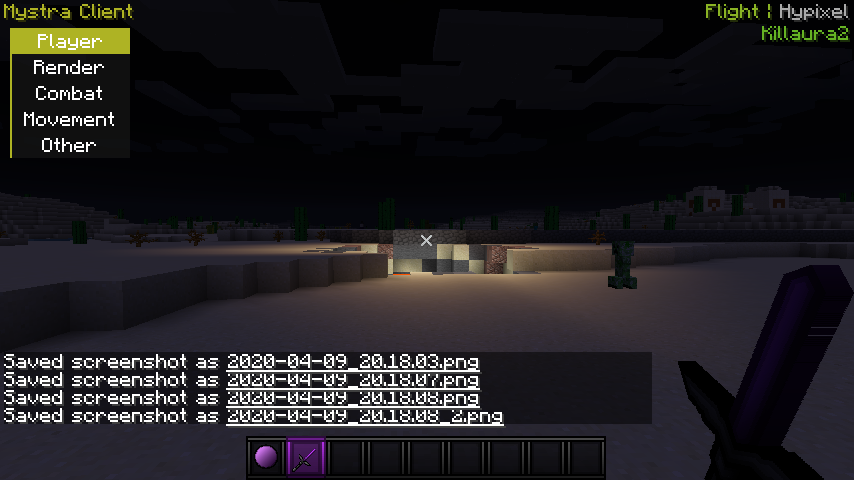 Mystra Client
Flight ¦ Hypixel
Killaura2
Player
Render
Combat
Movement
Other
Saved screenshot as 2020-04-09_20.18.03.png
Saved screenshot as 2020-04-09_20.18.07.png
Saved screenshot as 2020-04-09_20.18.08.png
Saved screenshot as 2020-04-09_20.18.08_2.png